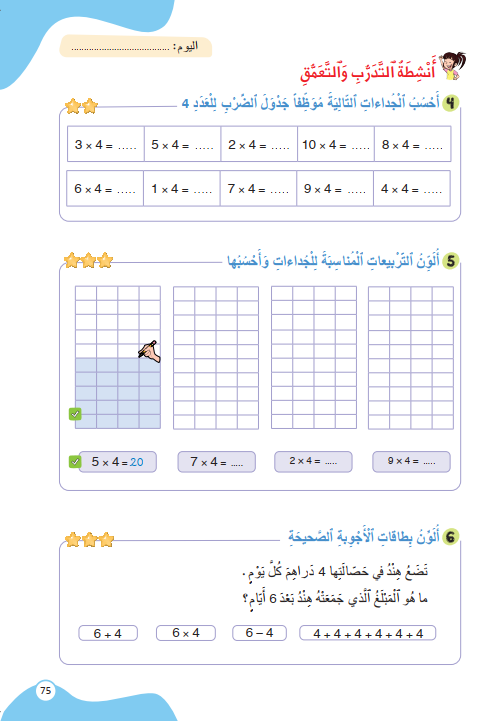 اليوم: ......................................
أَنْشِطَةُ ٱلتَّدَرُّبِ وَٱلتَّعَمُّقِ
4 أَحْسُبُ ٱلْجُداءاتِ ٱلتّالِيَةَ مُوَظِّفاً جَدْوَلَ ٱلضَّرْبِ لِلْعَدَدِ 4
3 × 4 = ..... 5 × 4 = ..... 2 × 4 = ..... 10 × 4 = ..... 8 × 4 = .....
6 × 4 = ..... 1 × 4 = ..... 7 × 4 = ..... 9 × 4 = ..... 4 × 4 = .....
5 أُلَوِّنُ ٱلتَّرْبيعاتِ ٱلْمُناسِبَةَ لِلْجُداءاتِ وَأَحْسُبُها
5 × 4 = 20 7 × 4 = ..... 2 × 4 = ..... 9 × 4 = .....
6 أُلَوِّنُ بِطاقاتِ ٱلْأَجْوِبَةِ ٱلصَّحيحَةِ
تَضَعُ هِنْدُ في حَصّالَتِها 4 دَراهِمَ كُلَّ يَوْمٍ.
ما هُوَ ٱلْمَبْلَغُ ٱلَّذي جَمَعَتْهُ هِنْدُ بَعْدَ 6 أَيّامٍ؟
6 + 4 6 × 4 6 – 4 4 + 4 + 4 + 4 + 4 + 4
75